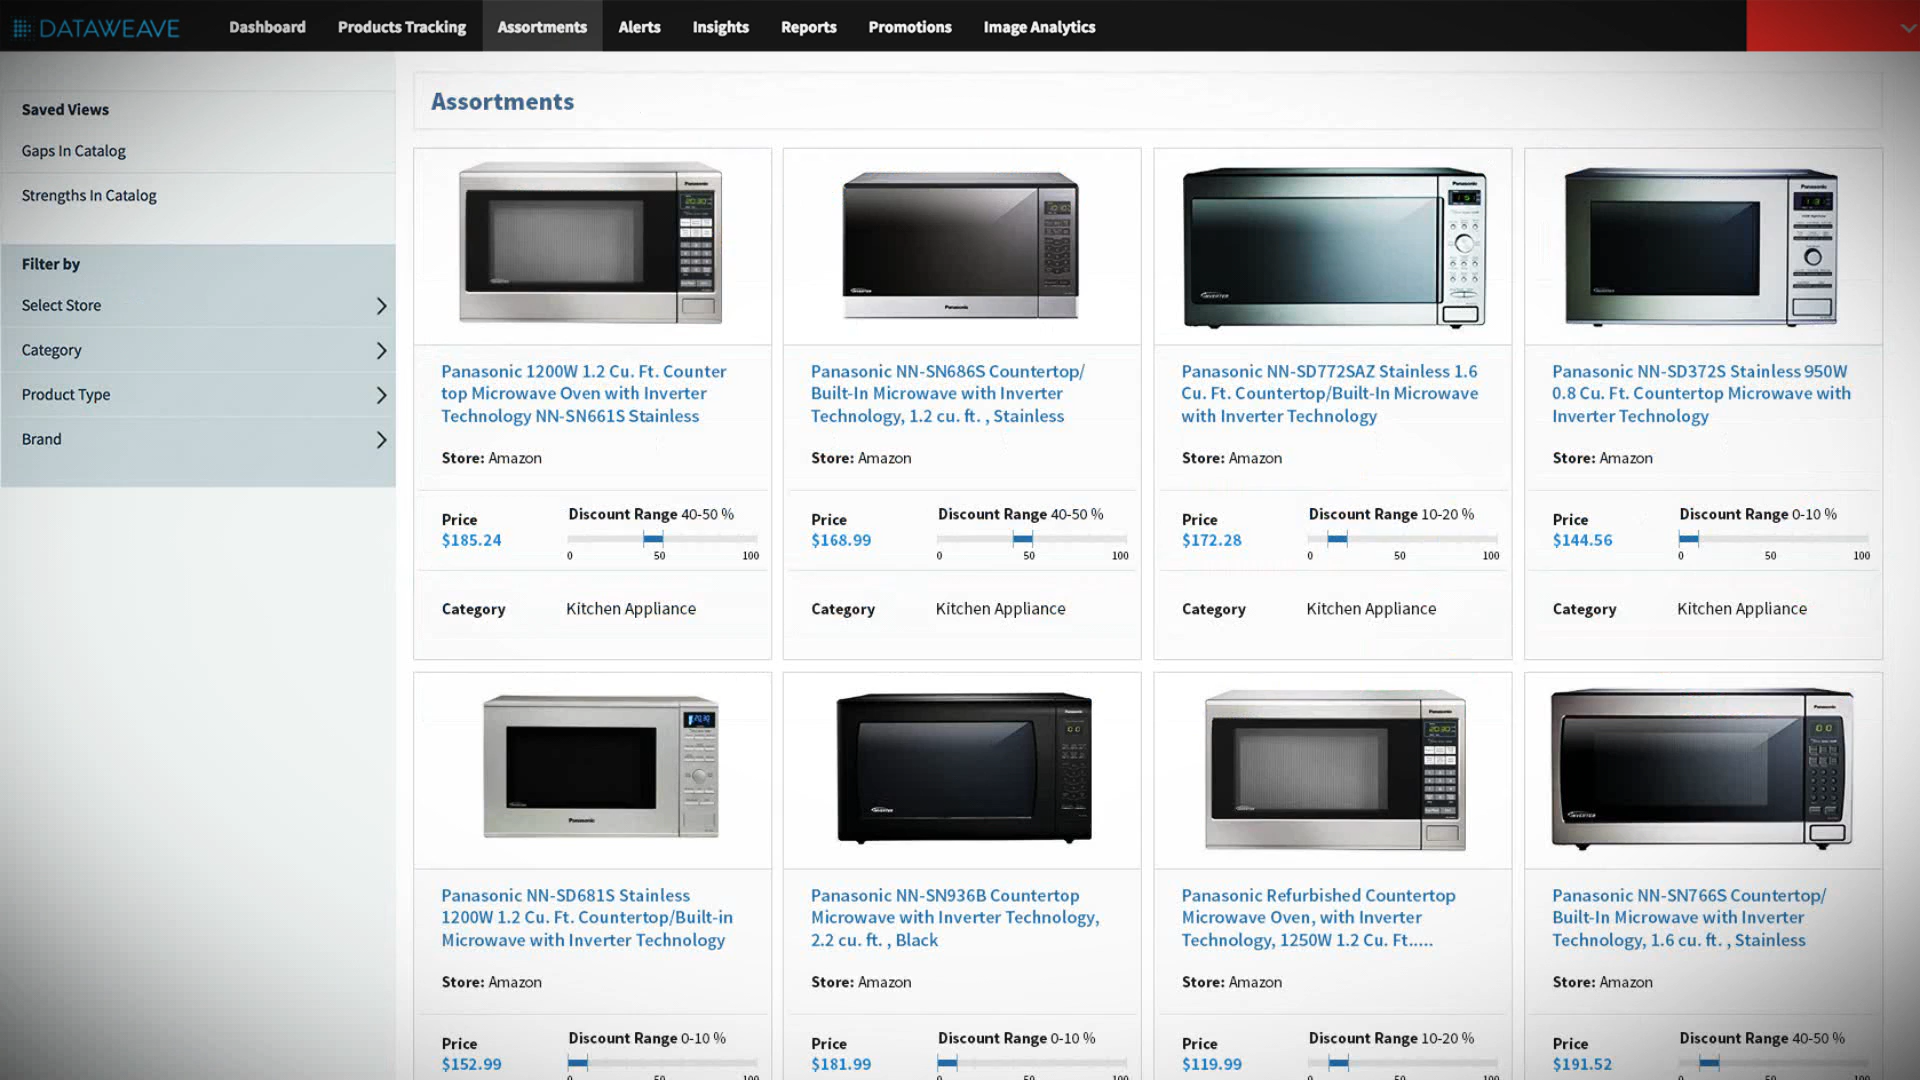 DATAWEAVE
Dashboard Products Tracking Assortments Alerts Insights Reports Promotions Image Analytics
Saved Views
Gaps In Catalog
Strengths In Catalog
Filter by
Select Store
Category
Product Type
Brand
Assortments
Panasonic 1200W 1.2 Cu. Ft. Counter
top Microwave Oven with Inverter
Technology NN-SN661S Stainless
Store: Amazon
Price
$185.24
Discount Range 40-50 %
0 50 100
Category Kitchen Appliance
Panasonic NN-SN686S Countertop/
Built-In Microwave with Inverter
Technology, 1.2 cu. ft. , Stainless
Store: Amazon
Price
$168.99
Discount Range 40-50 %
0 50 100
Category Kitchen Appliance
Panasonic NN-SD772SAZ Stainless 1.6
Cu. Ft. Countertop/Built-In Microwave
with Inverter Technology
Store: Amazon
Price
$172.28
Discount Range 10-20 %
0 50 100
Category Kitchen Appliance
Panasonic NN-SD372S Stainless 950W
0.8 Cu. Ft. Countertop Microwave with
Inverter Technology
Store: Amazon
Price
$144.56
Discount Range 0-10 %
0 50 100
Category Kitchen Appliance
Panasonic NN-SD681S Stainless
1200W 1.2 Cu. Ft. Countertop/Built-in
Microwave with Inverter Technology
Store: Amazon
Price
$152.99
Discount Range 0-10 %
0 50 100
Panasonic NN-SN936B Countertop
Microwave with Inverter Technology,
2.2 cu. ft. , Black
Store: Amazon
Price
$181.99
Discount Range 0-10 %
0 50 100
Panasonic Refurbished Countertop
Microwave Oven, with Inverter
Technology, 1250W 1.2 Cu. Ft.....
Store: Amazon
Price
$119.99
Discount Range 10-20 %
0 50 100
Panasonic NN-SN766S Countertop/
Built-In Microwave with Inverter
Technology, 1.6 cu. ft. , Stainless
Store: Amazon
Price
$191.52
Discount Range 40-50 %
0 50 100